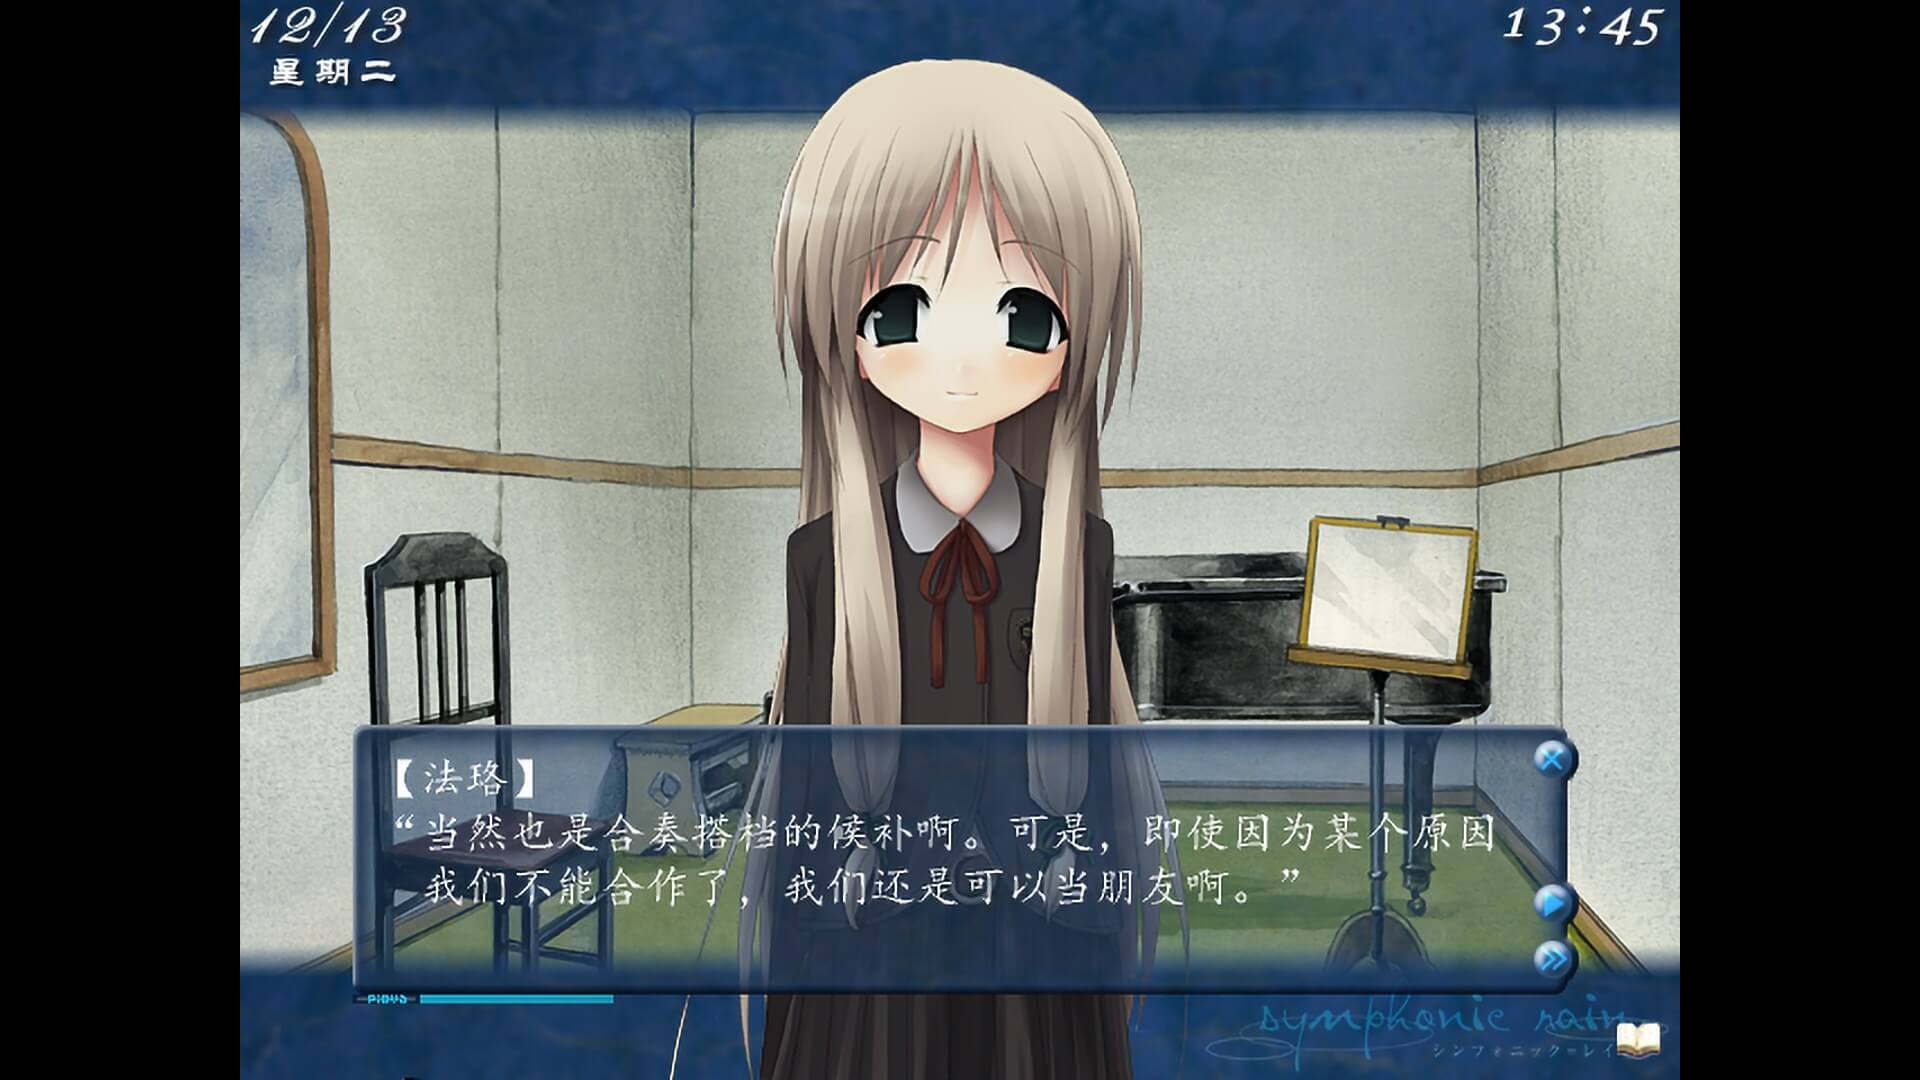 12/13
星期二
13:45
【法珞】
“当然也是合奏搭档的候补啊。可是，即使因为某个原因
我们不能合作了，我们还是可以当朋友啊。”
symphonic rain
シンフォニック=レイ